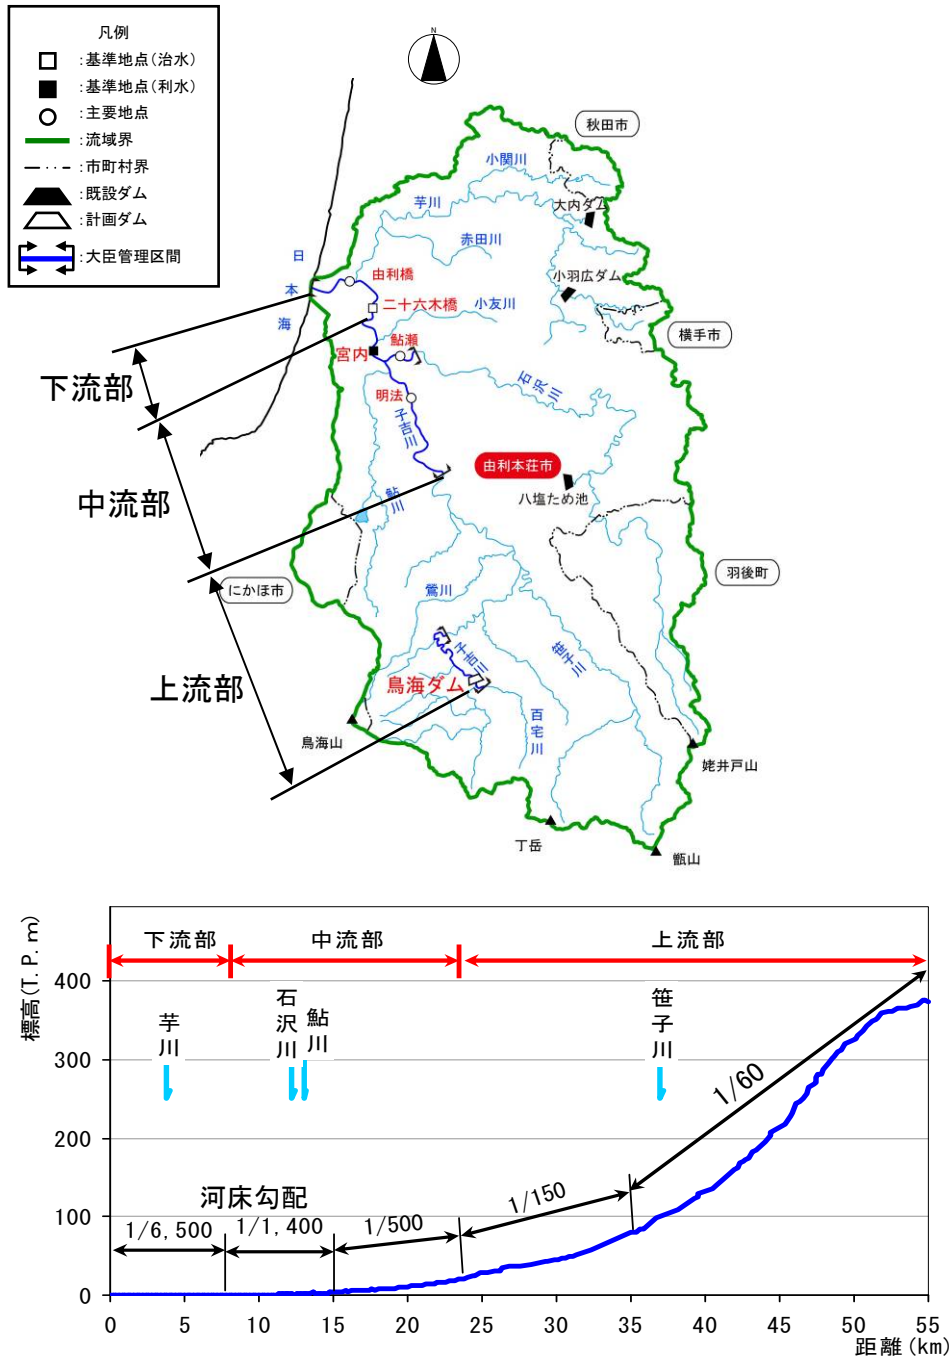 凡例
:基準地点(治水)
:基準地点(利水)
:主要地点
:流域界
:市町村界
:既設ダム
:計画ダム
:大臣管理区間
N
秋田市
小関川
大内ダム
芋川
赤田川
日本海
由利橋
小羽広ダム
二十六木橋
小友川
横手市
宮内
鮎瀬
下流部
石沢川
明法
子吉川
由利本荘市
中流部
鮎川
八塩ため池
羽後町
にかほ市
鶯川
子吉川
笹子川
上流部
鳥海ダム
百宅川
鳥海山
姥井戸山
丁岳
甑山
標高(T.P.m)
下流部
中流部
上流部
400
芋川
石沢川
鮎川
笹子川
300
1/60
200
河床勾配
1/150
100
1/6,500
1/1,400
1/500
0
0 5 10 15 20 25 30 35 40 45 50 55
距離(km)